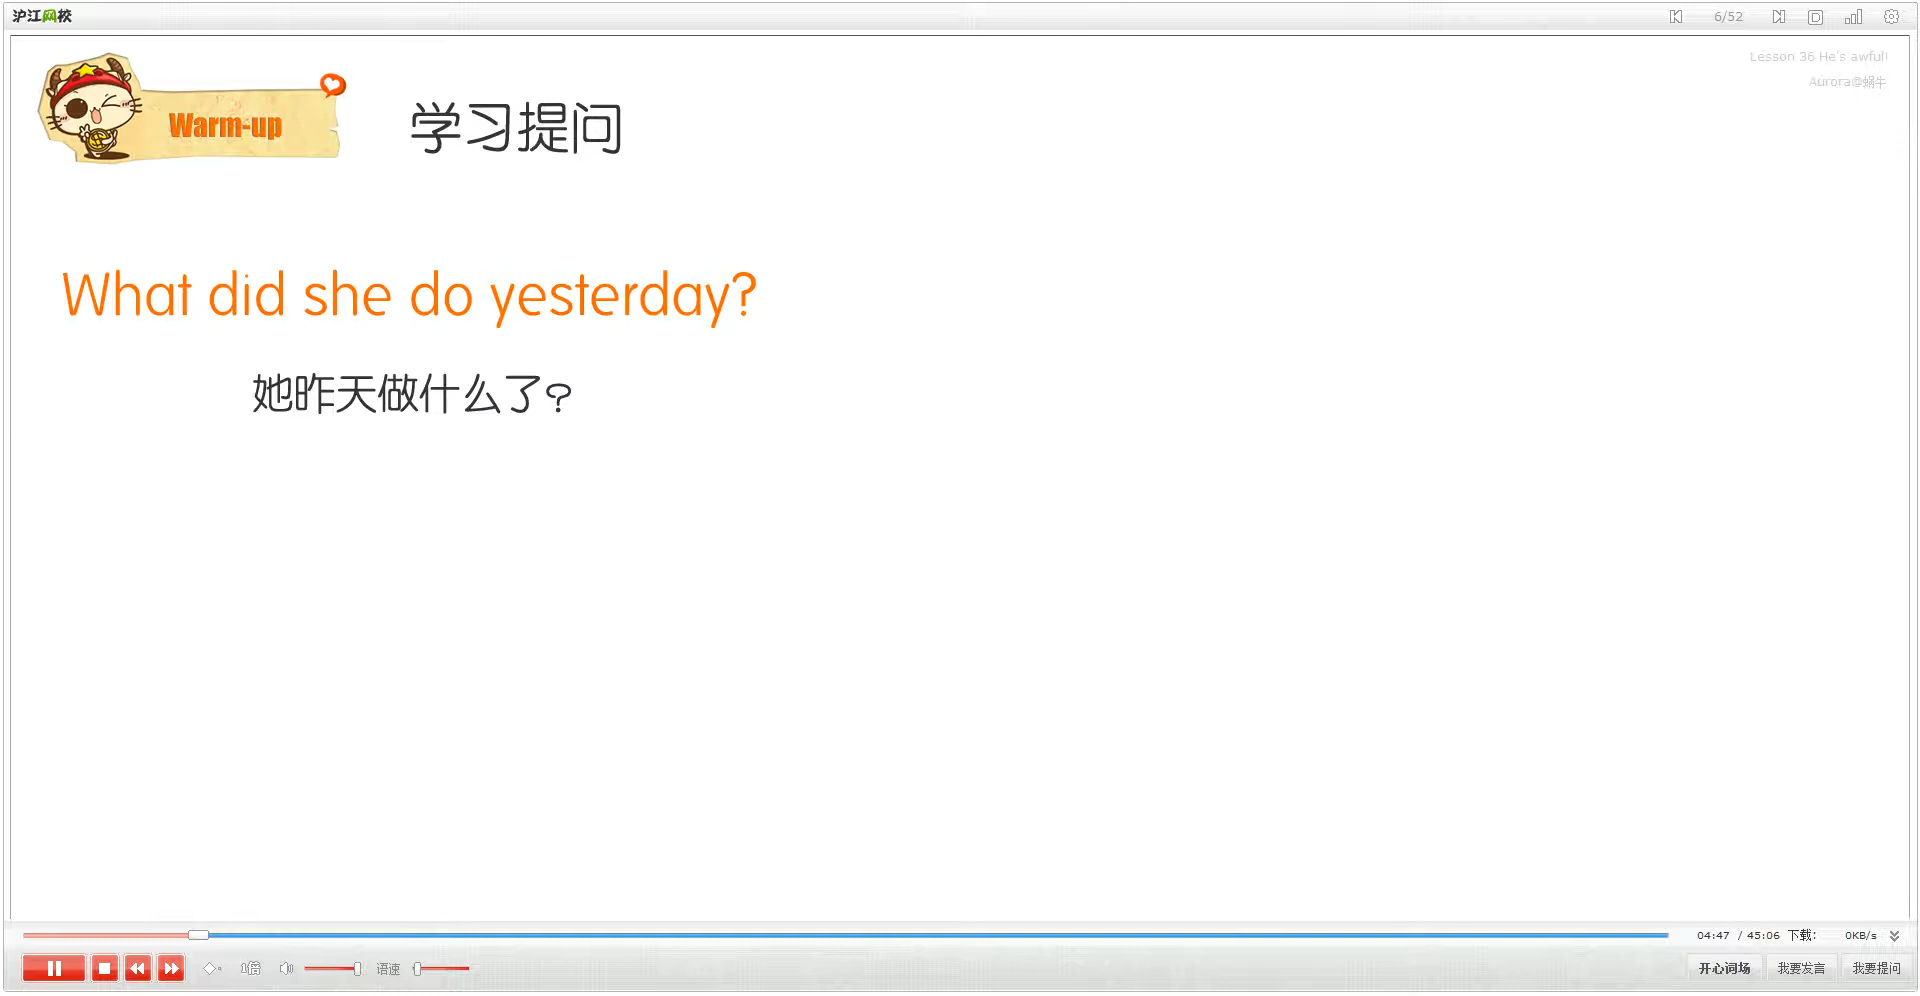 沪江网校
6/52
Lesson 36 He's awful!
Aurora@蜗牛
Warm-up
学习提问
What did she do yesterday?
她昨天做什么了?
04:47 / 45:06 下载: 0KB/s
1倍 语速
开心词场 我要发言 我要提问